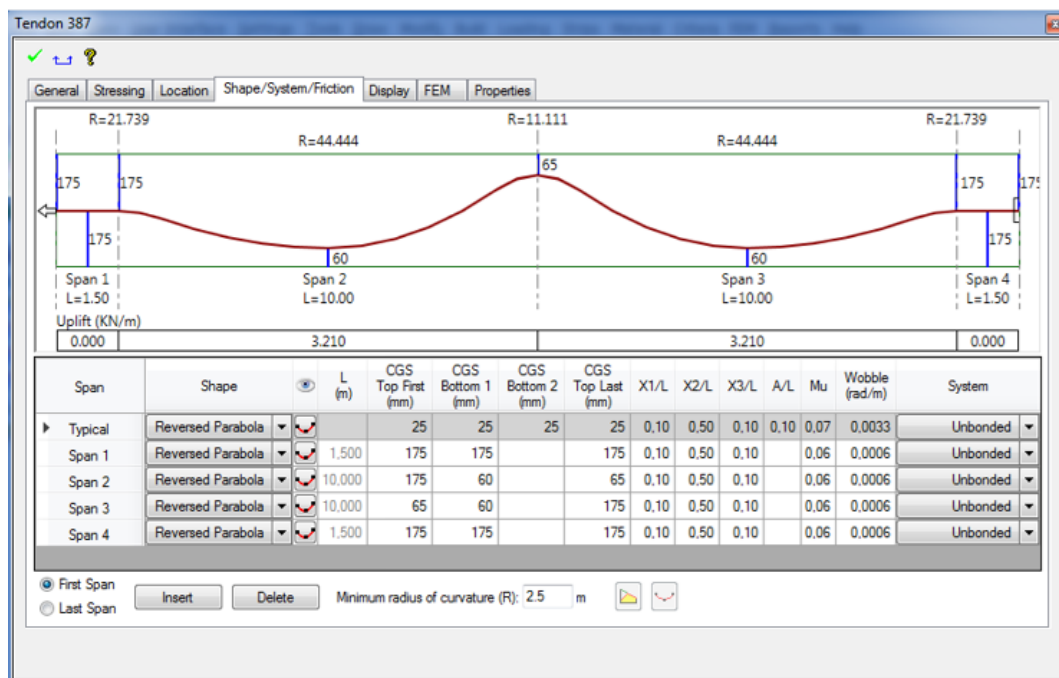 Tendon 387
General Stressing Location Shape/System/Friction Display FEM Properties
R=21.739 R=11.111 R=21.739
R=44.444 R=44.444
65
175 175 175 175
175 175
60 60
Span 1 Span 2 Span 3 Span 4
L=1.50 L=10.00 L=10.00 L=1.50
Uplift (KN/m)
0.000 3.210 3.210 0.000
Span Shape L (m) CGS Top First (mm) CGS Bottom 1 (mm) CGS Bottom 2 (mm) CGS Top Last (mm) X1/L X2/L X3/L A/L Mu Wobble (rad/m) System
Typical Reversed Parabola 25 25 25 25 0,10 0,50 0,10 0,10 0,07 0,0033 Unbonded
Span 1 Reversed Parabola 1,500 175 175 175 0,10 0,50 0,10 0,06 0,0006 Unbonded
Span 2 Reversed Parabola 10,000 175 60 65 0,10 0,50 0,10 0,06 0,0006 Unbonded
Span 3 Reversed Parabola 10,000 65 60 175 0,10 0,50 0,10 0,06 0,0006 Unbonded
Span 4 Reversed Parabola 1,500 175 175 175 0,10 0,50 0,10 0,06 0,0006 Unbonded
First Span
Last Span
Insert Delete Minimum radius of curvature (R): 2.5 m